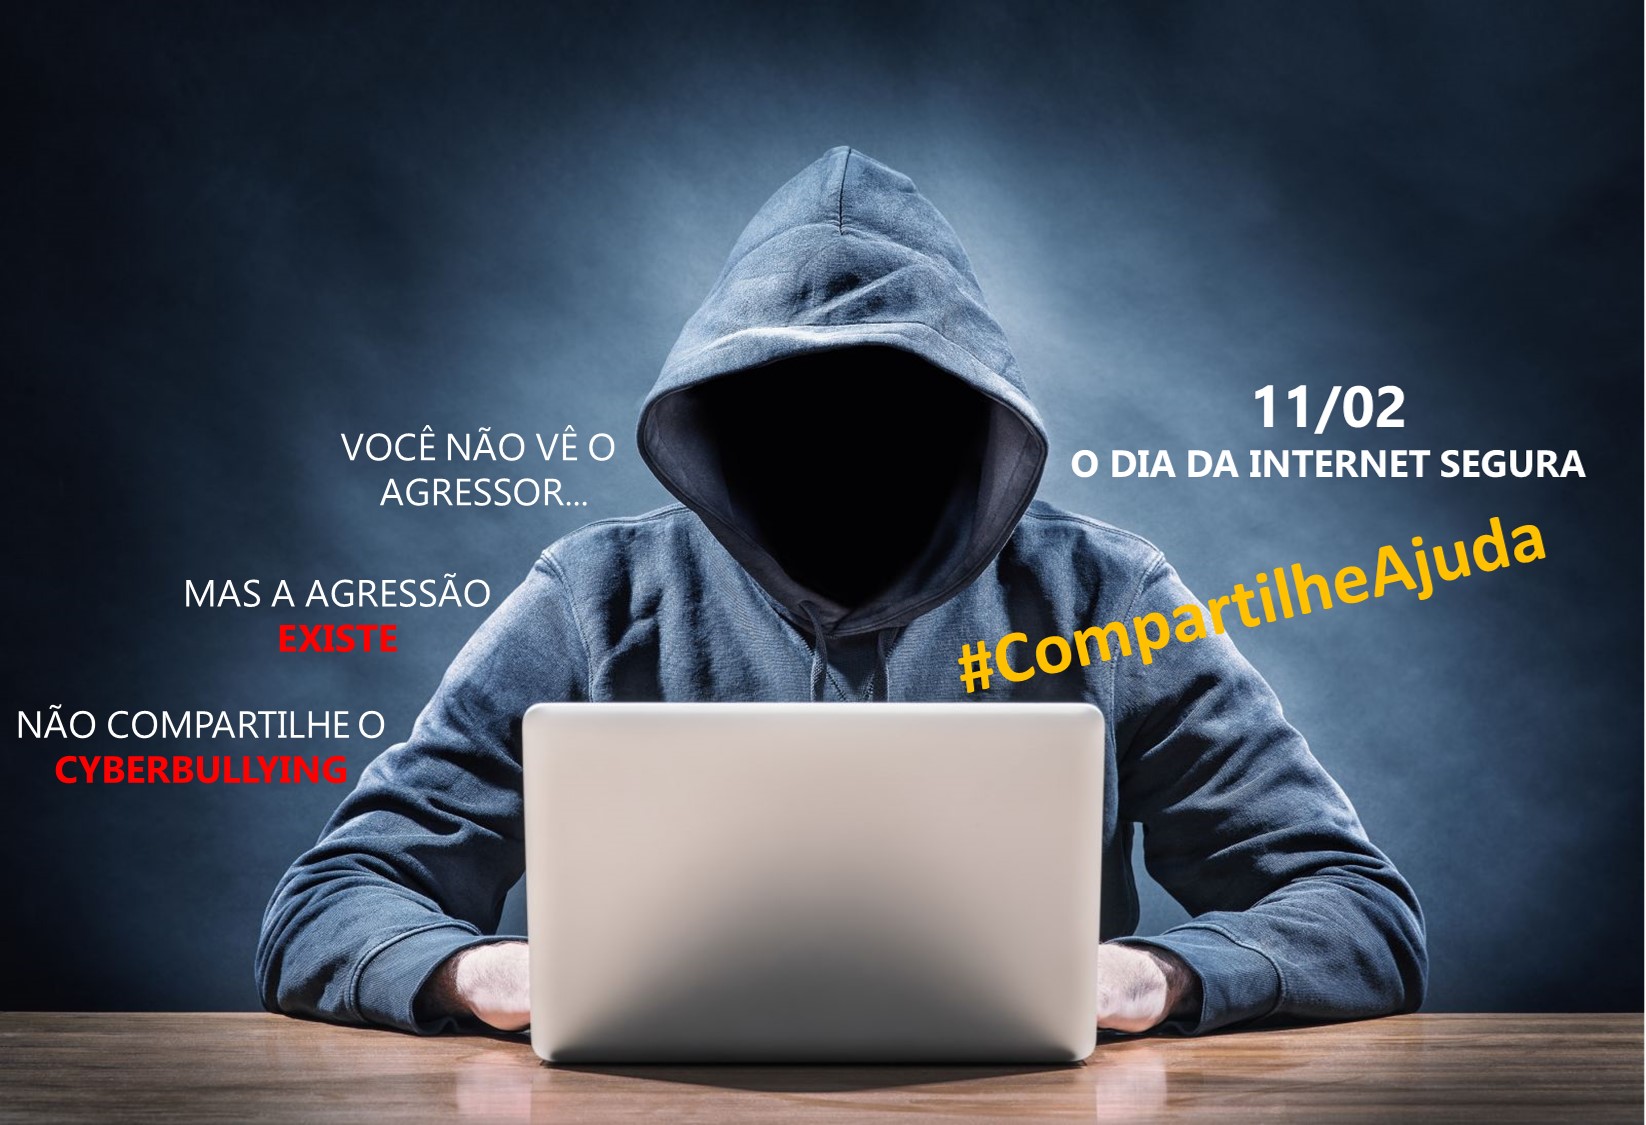 VOCÊ NÃO VÊ O
AGRESSOR...
MAS A AGRESSÃO
EXISTE
NÃO COMPARTILHE O
CYBERBULLYING
11/02
O DIA DA INTERNET SEGURA
#CompartilheAjuda